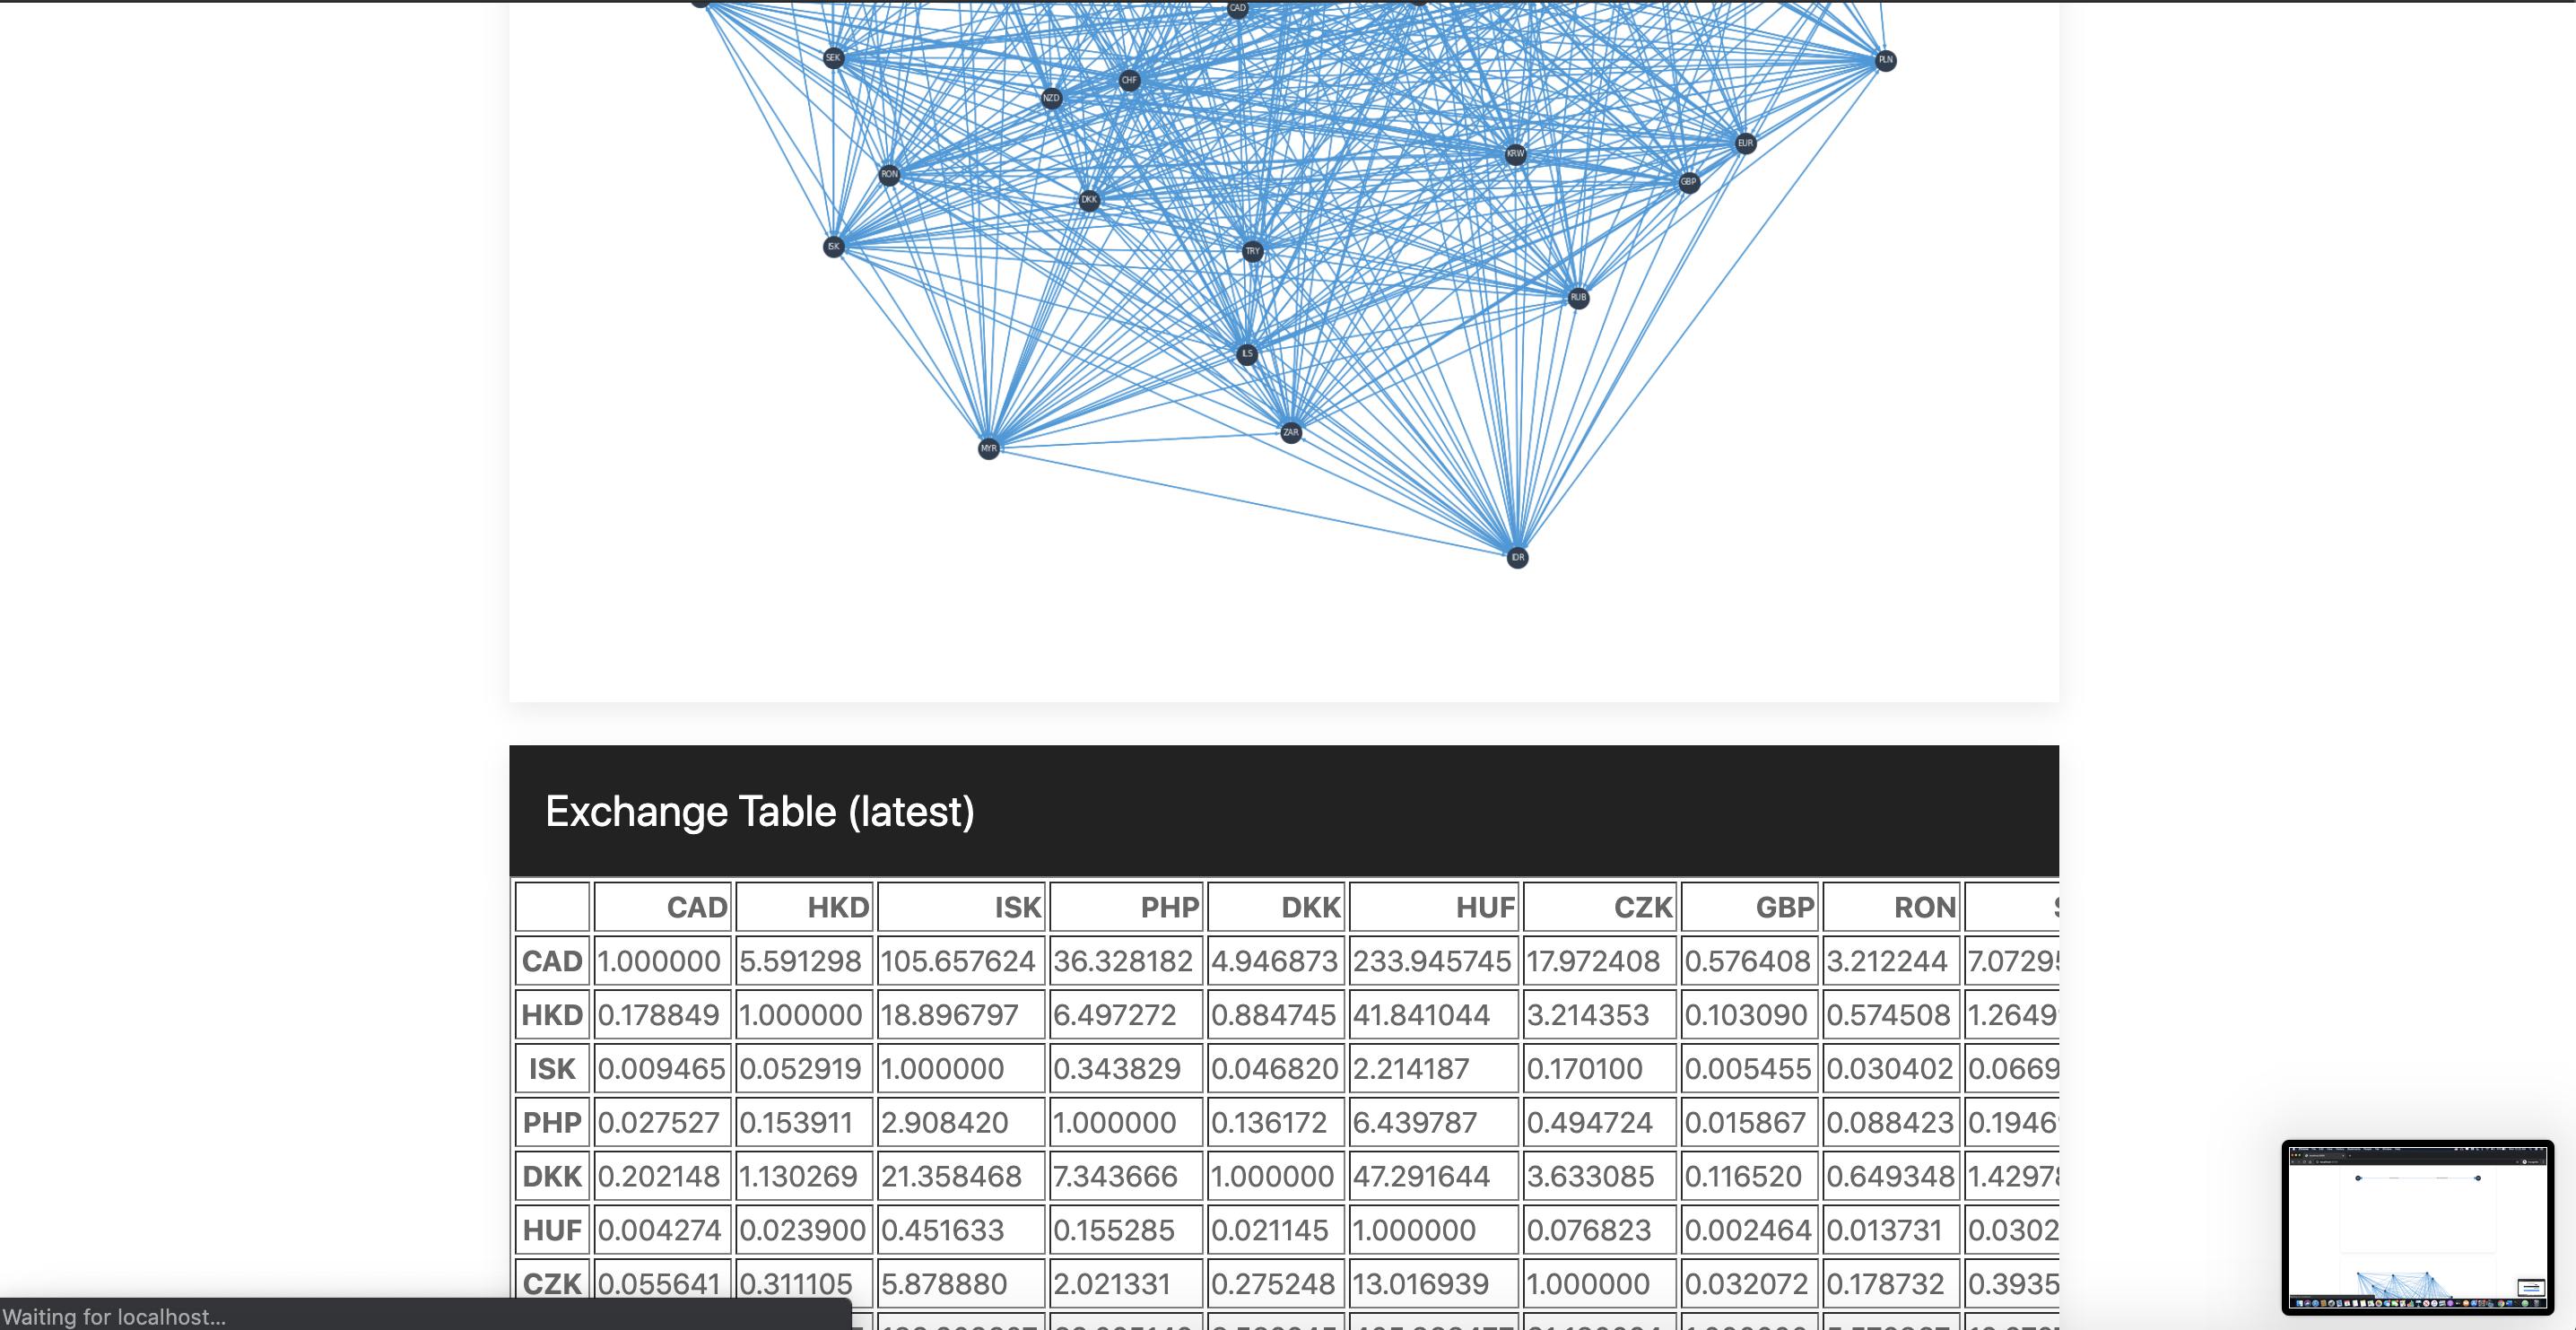 CAD
SEK
PLN
CHF
NZD
EUR
KRW
RON
GBP
DKK
ISK
TRY
RUB
ILS
ZAR
MYR
IDR
Exchange Table (latest)
CAD HKD ISK PHP DKK HUF CZK GBP RON
CAD 1.000000 5.591298 105.657624 36.328182 4.946873 233.945745 17.972408 0.576408 3.212244 7.0729
HKD 0.178849 1.000000 18.896797 6.497272 0.884745 41.841044 3.214353 0.103090 0.574508 1.2649
ISK 0.009465 0.052919 1.000000 0.343829 0.046820 2.214187 0.170100 0.005455 0.030402 0.0669
PHP 0.027527 0.153911 2.908420 1.000000 0.136172 6.439787 0.494724 0.015867 0.088423 0.1946
DKK 0.202148 1.130269 21.358468 7.343666 1.000000 47.291644 3.633085 0.116520 0.649348 1.4297
HUF 0.004274 0.023900 0.451633 0.155285 0.021145 1.000000 0.076823 0.002464 0.013731 0.0302
CZK 0.055641 0.311105 5.878880 2.021331 0.275248 13.016939 1.000000 0.032072 0.178732 0.3935
Waiting for localhost...